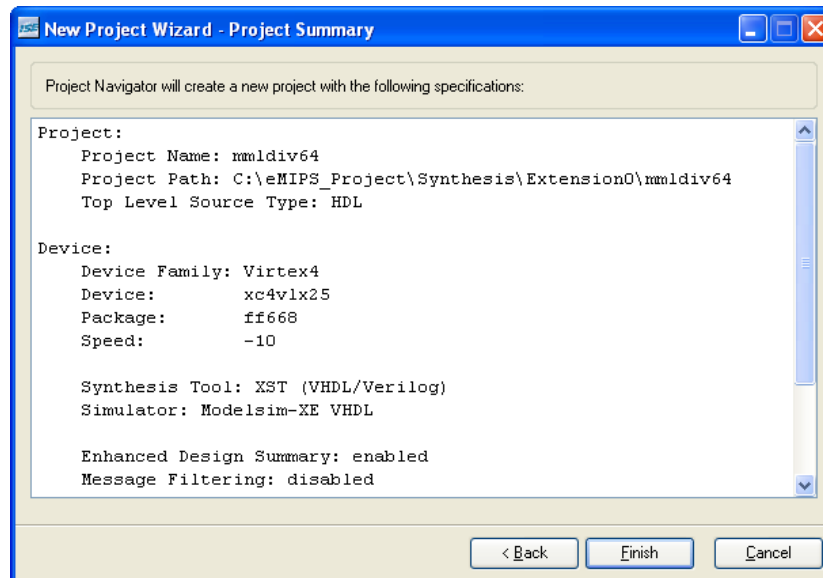 ISE New Project Wizard - Project Summary
Project Navigator will create a new project with the following specifications:
Project:
Project Name: mmldiv64
Project Path: C:\eMIPS_Project\Synthesis\Extension0\mmldiv64
Top Level Source Type: HDL
Device:
Device Family: Virtex4
Device: xc4vlx25
Package: ff668
Speed: -10
Synthesis Tool: XST (VHDL/Verilog)
Simulator: Modelsim-XE VHDL
Enhanced Design Summary: enabled
Message Filtering: disabled
< Back Finish Cancel